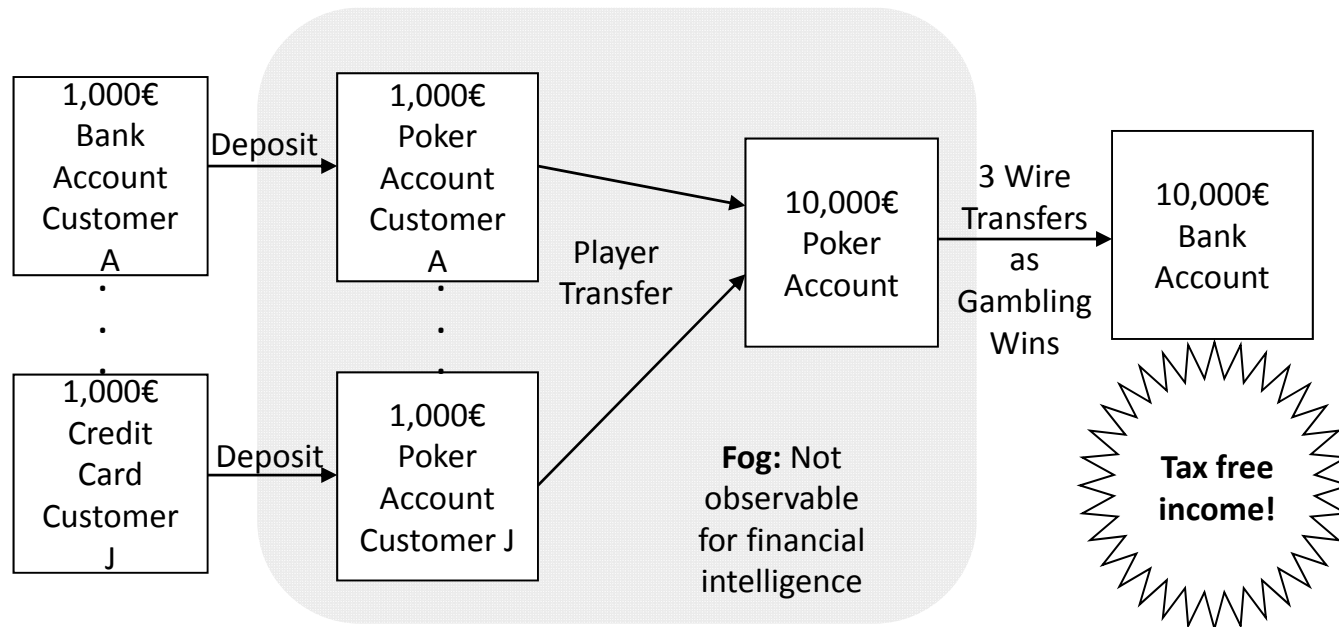 1,000€
Bank
Account
Customer
A
Deposit
1,000€
Poker
Account
Customer
A
Player
Transfer
10,000€
Poker
Account
3 Wire
Transfers
as
Gambling
Wins
10,000€
Bank
Account
1,000€
Credit
Card
Customer
J
Deposit
1,000€
Poker
Account
Customer J
Fog: Not
observable
for financial
intelligence
Tax free
income!